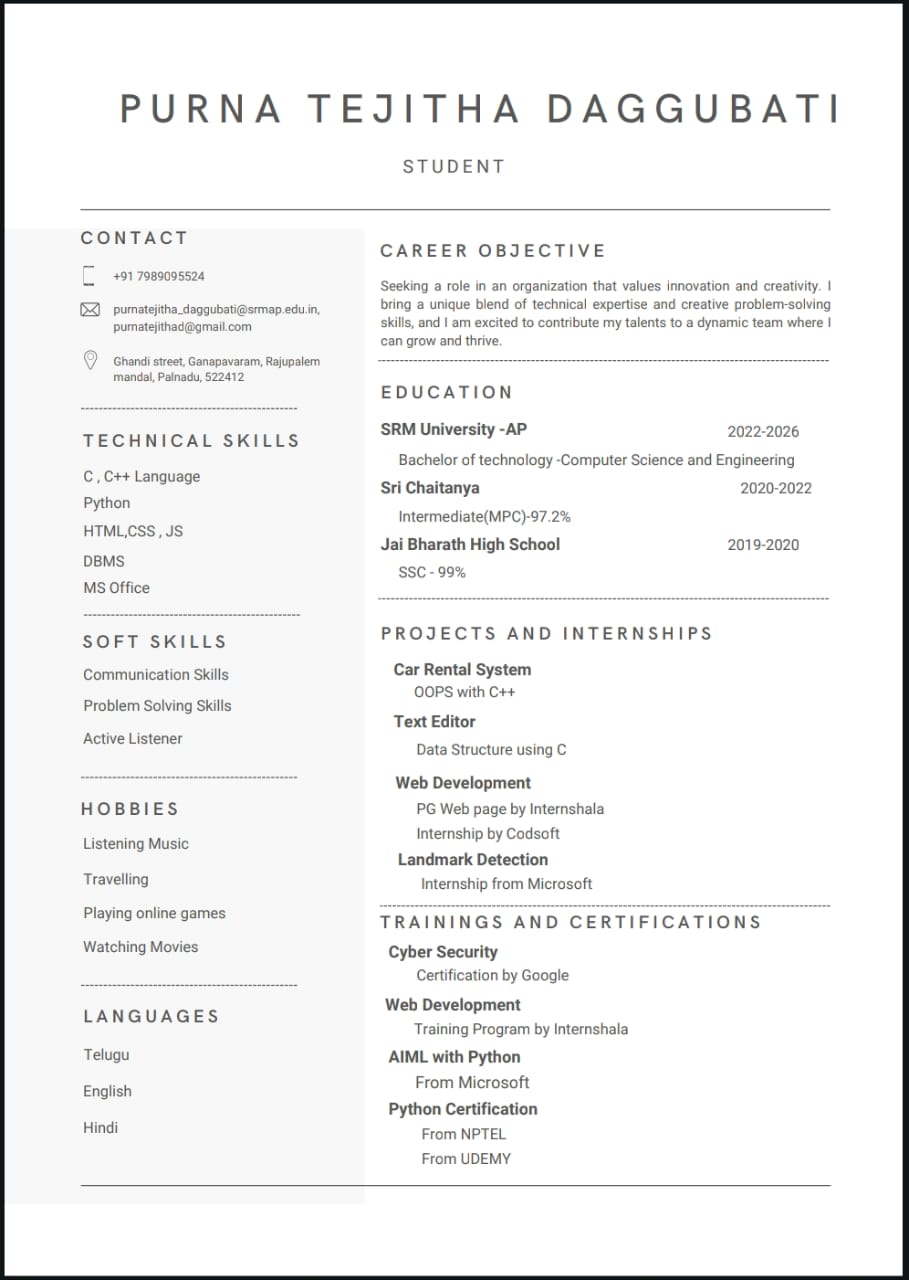 PURNA TEJITHA DAGGUBATI
STUDENT
CONTACT
+91 7989095524
purnatejitha_daggubati@srmap.edu.in,
purnatejithad@gmail.com
Ghandi street, Ganapavaram, Rajupalem
mandal, Palnadu, 522412
TECHNICAL SKILLS
C , C++ Language
Python
HTML,CSS , JS
DBMS
MS Office
SOFT SKILLS
Communication Skills
Problem Solving Skills
Active Listener
HOBBIES
Listening Music
Travelling
Playing online games
Watching Movies
LANGUAGES
Telugu
English
Hindi
CAREER OBJECTIVE
Seeking a role in an organization that values innovation and creativity. I
bring a unique blend of technical expertise and creative problem-solving
skills, and I am excited to contribute my talents to a dynamic team where I
can grow and thrive.
EDUCATION
SRM University -AP 2022-2026
Bachelor of technology -Computer Science and Engineering
Sri Chaitanya 2020-2022
Intermediate(MPC)-97.2%
Jai Bharath High School 2019-2020
SSC - 99%
PROJECTS AND INTERNSHIPS
Car Rental System
OOPS with C++
Text Editor
Data Structure using C
Web Development
PG Web page by Internshala
Internship by Codsoft
Landmark Detection
Internship from Microsoft
TRAININGS AND CERTIFICATIONS
Cyber Security
Certification by Google
Web Development
Training Program by Internshala
AIML with Python
From Microsoft
Python Certification
From NPTEL
From UDEMY